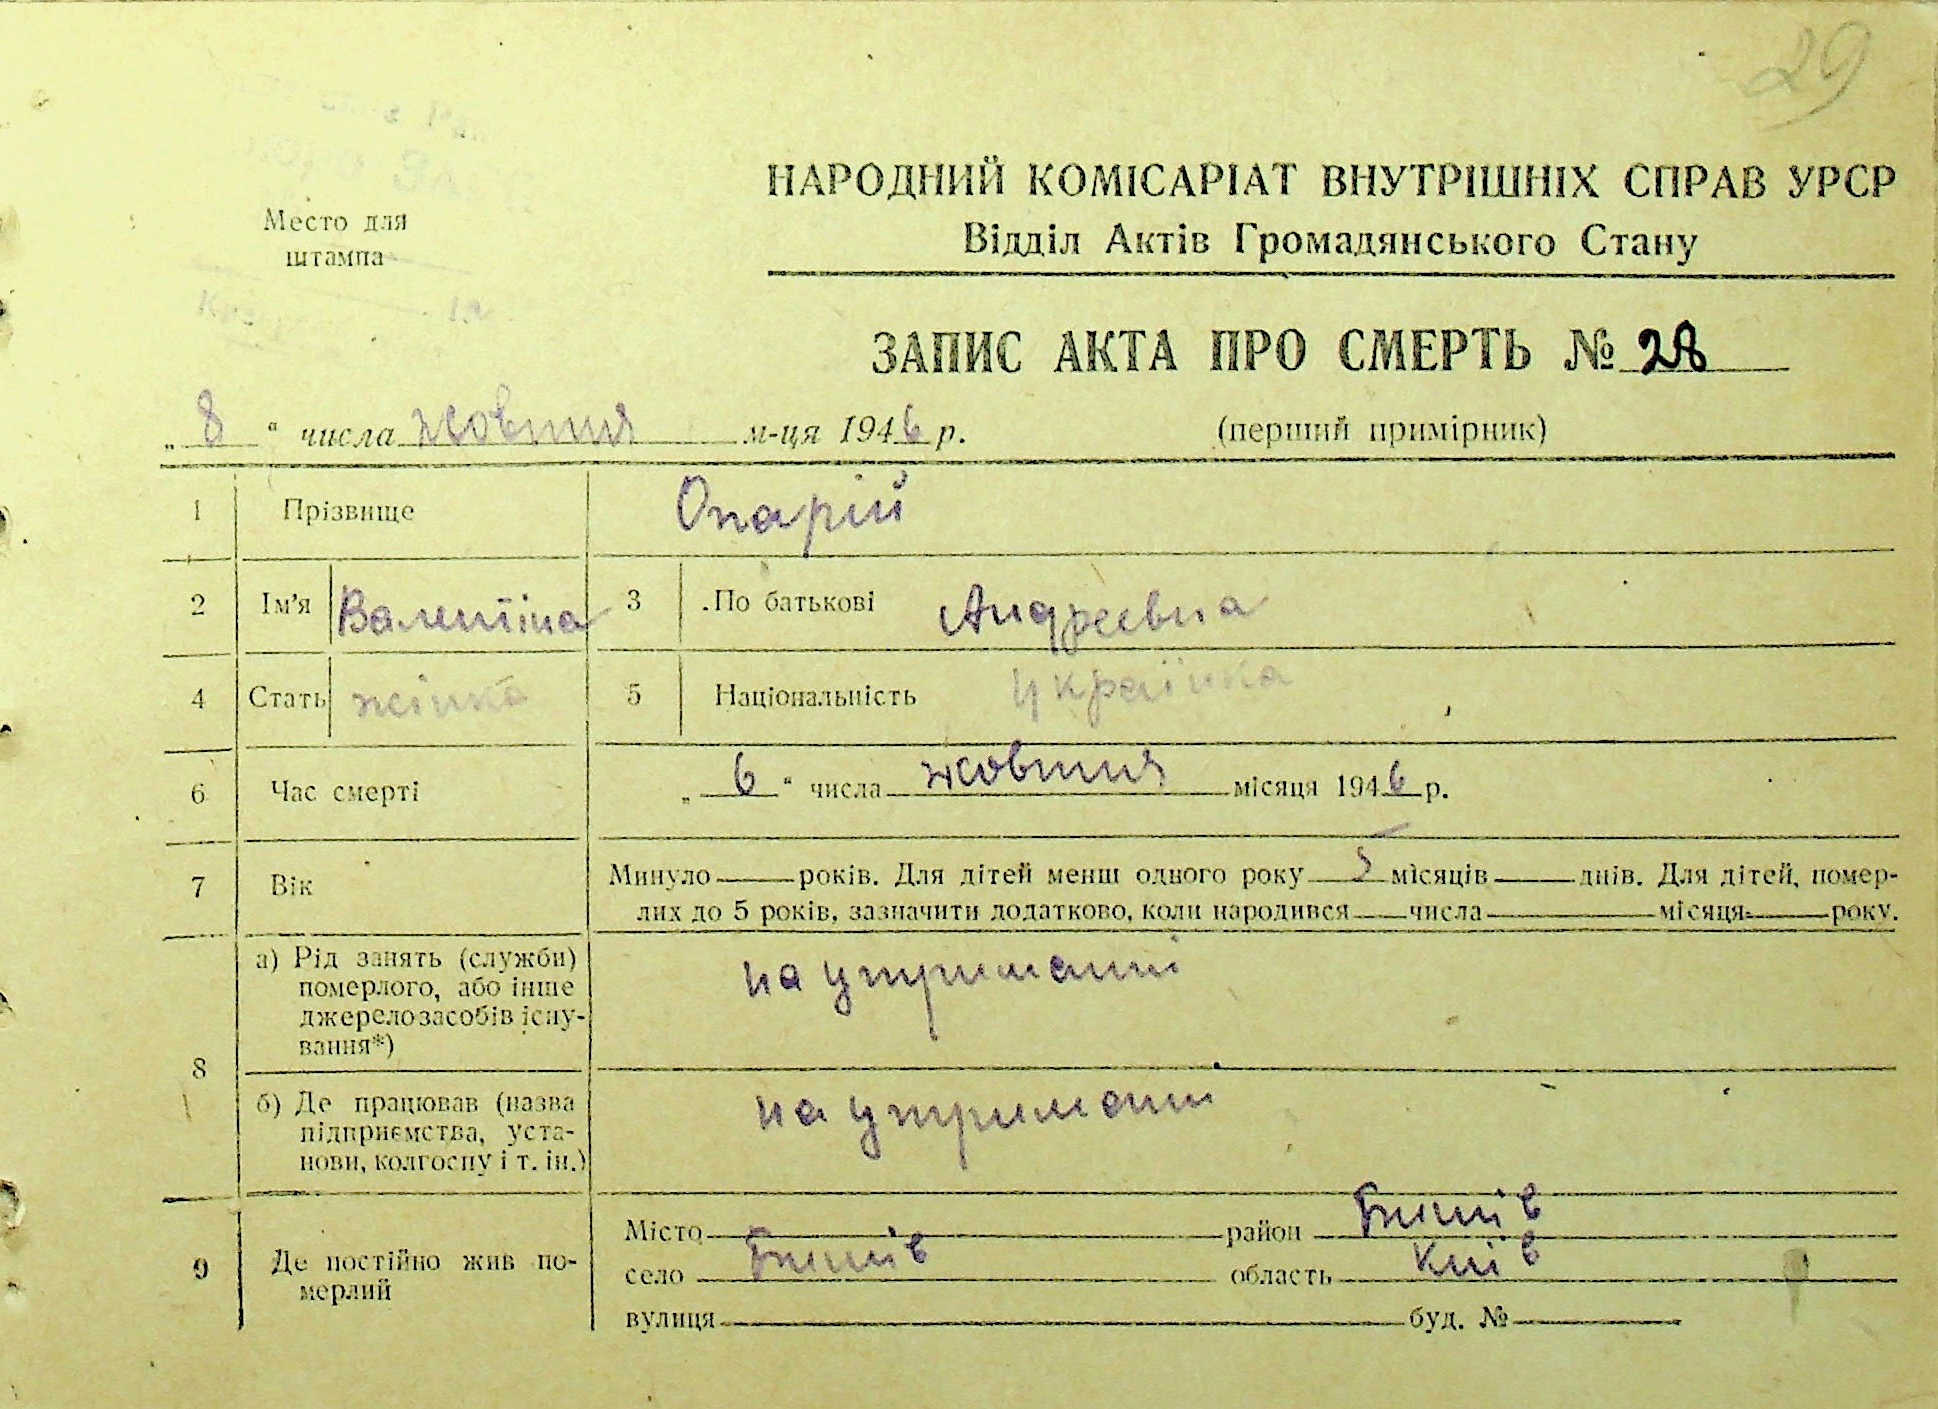 29
НАРОДНИЙ КОМІСАРІАТ ВНУТРІШНІХ СПРАВ УРСР
Відділ Актів Громадянського Стану
Место для
штампа
ЗАПИС АКТА ПРО СМЕРТЬ № 28
„ 8 “ числа жовтня м-ця 1946 р. (перший примірник)
1 Прізвище Опарій
2 Ім'я Валентіна 3 По батькові Андреевна
4 Стать жінка 5 Національність українка
6 Час смерті „ 6 “ числа жовтня місяця 1946 р.
7 Вік Минуло років. Для дітей менш одного року 5 місяців днів. Для дітей, помер-
лих до 5 років, зазначити додатково, коли народився числа місяця року.
8 а) Рід занять (служби)
померлого, або інше
джерело засобів існу-
вання*) на утриманні
б) Де працював (назва
підприємства, уста-
нови, колгоспу і т. ін.) на утриманні
9 Де постійно жив по-
мерлий
Місто район Бишів
село Бишів область Київ
вулиця буд. №